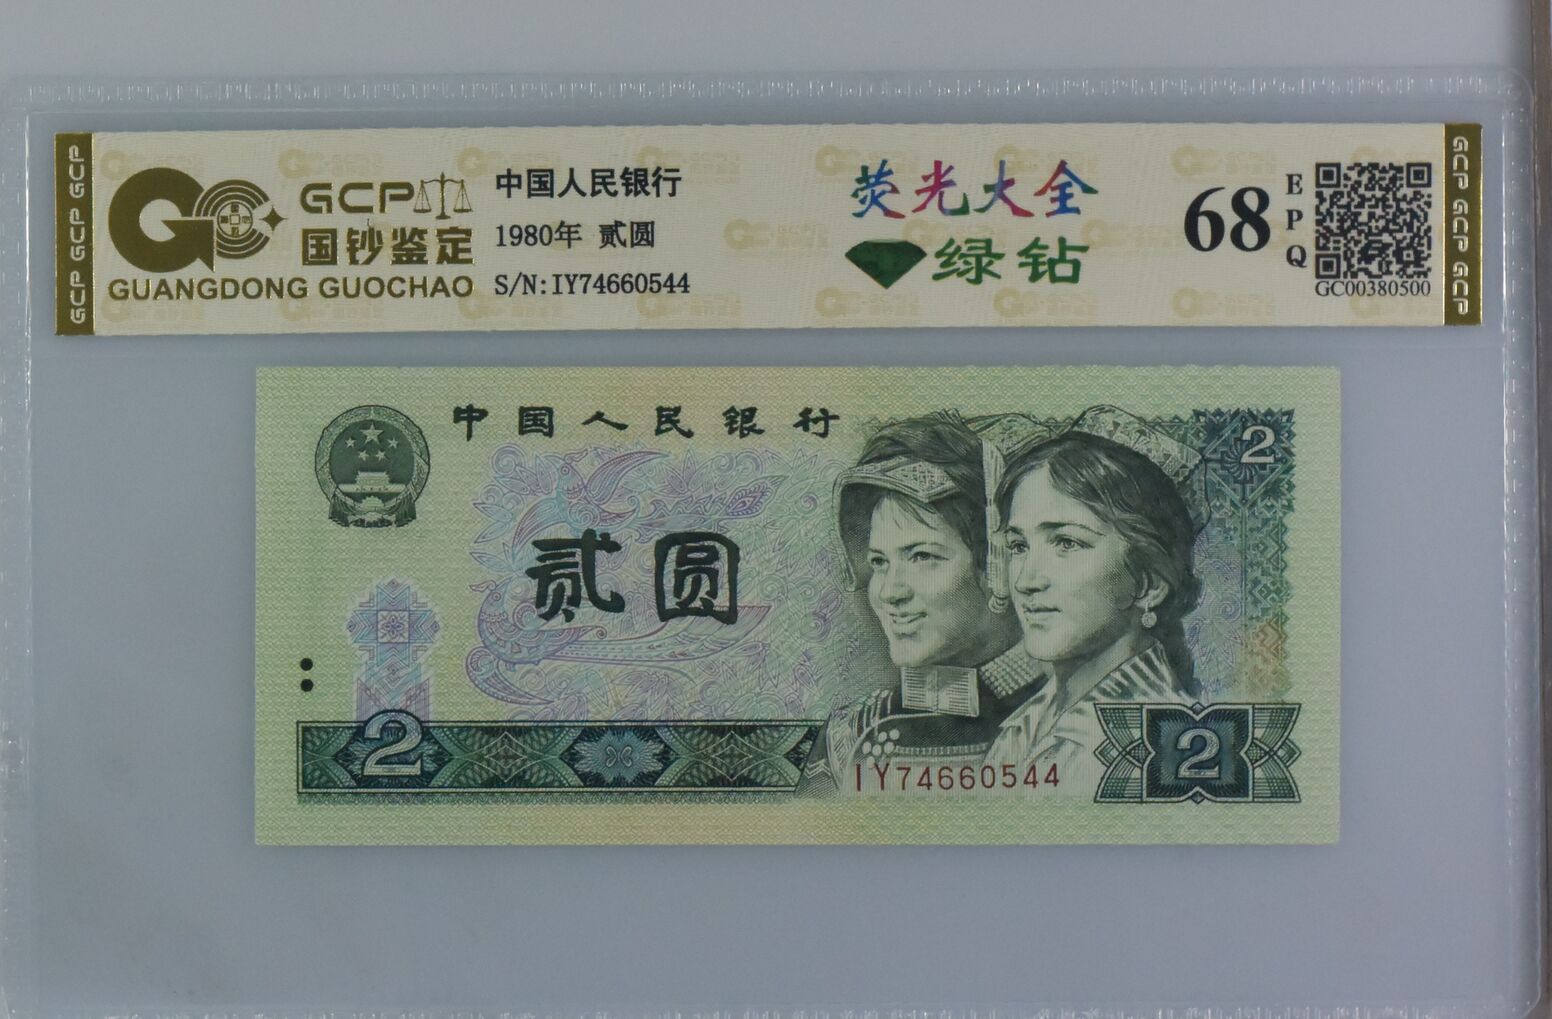 GCP GCP GCP
GCP
国钞鉴定
GUANGDONG GUOCHAO
中国人民银行
1980年 贰圆
S/N:IY74660544
荧光大全
绿钻
68
EPQ
GC00380500
GCP GCP GCP
中国人民银行
2
贰圆
2
2
IY74660544